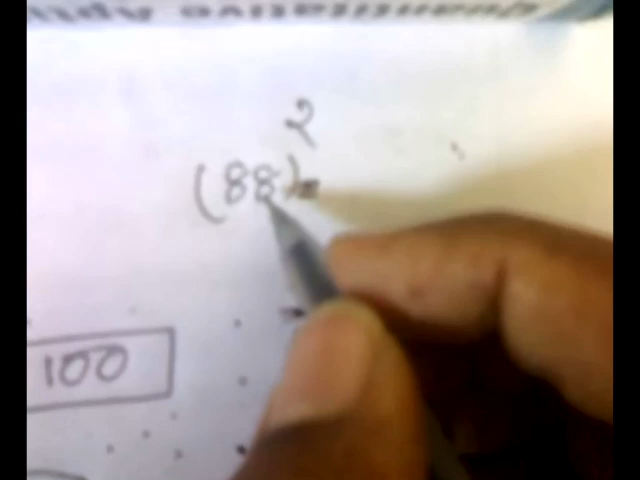 (88)² =
100